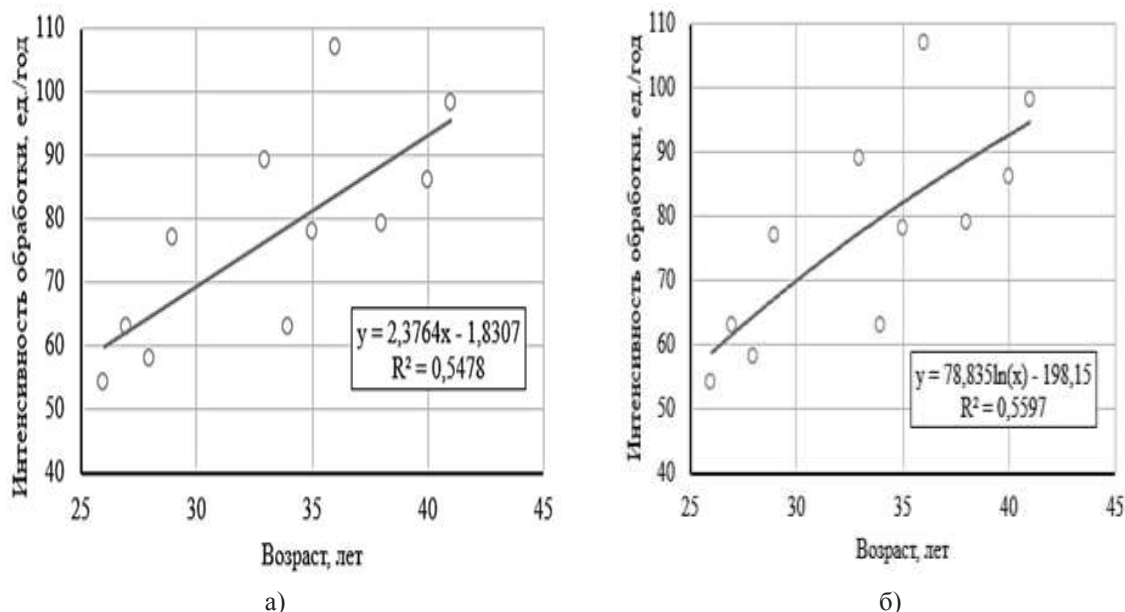 Интенсивность обработки, ед./год
110
100
90
80
70
60
50
40
y = 2,3764x - 1,8307
R² = 0,5478
25
30
35
40
45
Возраст, лет
а)
Интенсивность обработки, ед./год
110
100
90
80
70
60
50
40
y = 78,835ln(x) - 198,15
R² = 0,5597
25
30
35
40
45
Возраст, лет
б)